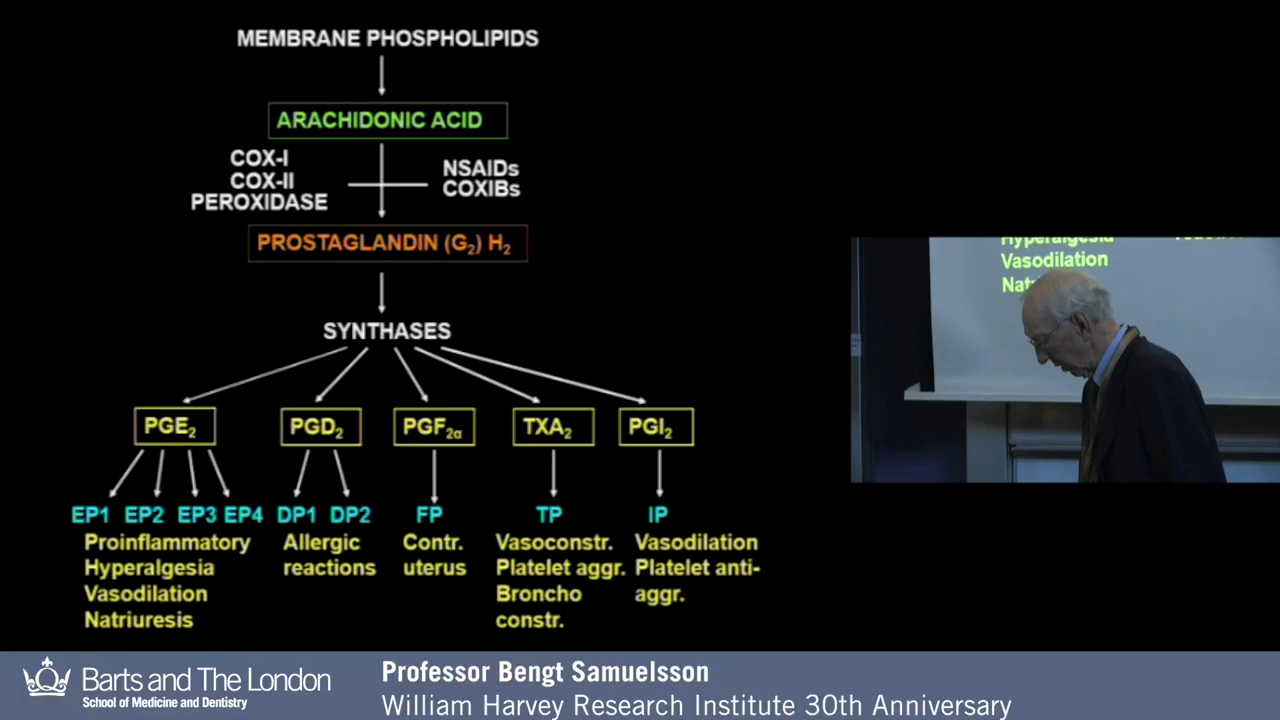 MEMBRANE PHOSPHOLIPIDS
ARACHIDONIC ACID
COX-I
COX-II
PEROXIDASE
NSAIDs
COXIBs
PROSTAGLANDIN (G₂) H₂
SYNTHASES
PGE₂
PGD₂
PGF₂α
TXA₂
PGI₂
EP1 EP2 EP3 EP4 DP1 DP2 FP TP IP
Proinflammatory
Hyperalgesia
Vasodilation
Natriuresis
Allergic
reactions
Contr.
uterus
Vasoconstr.
Platelet aggr.
Broncho
constr.
Vasodilation
Platelet anti-
aggr.
Hyperalgesia
Vasodilation
Barts and The London
School of Medicine and Dentistry
Professor Bengt Samuelsson
William Harvey Research Institute 30th Anniversary